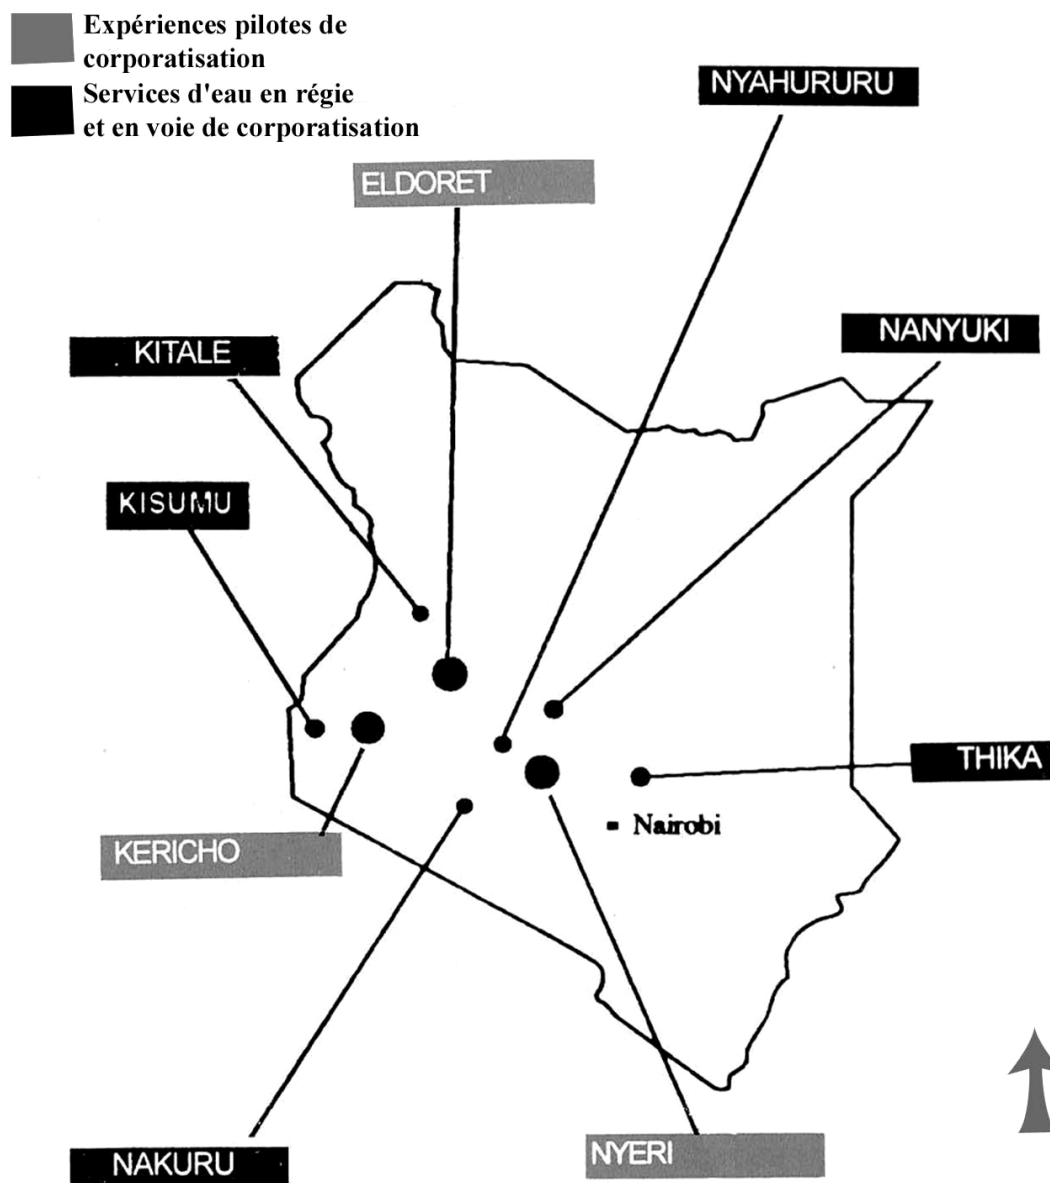 Expériences pilotes de
corporatisation
Services d'eau en régie
et en voie de corporatisation
NYAHURURU
ELDORET
NANYUKI
KITALE
KISUMU
THIKA
Nairobi
KERICHO
NYERI
NAKURU